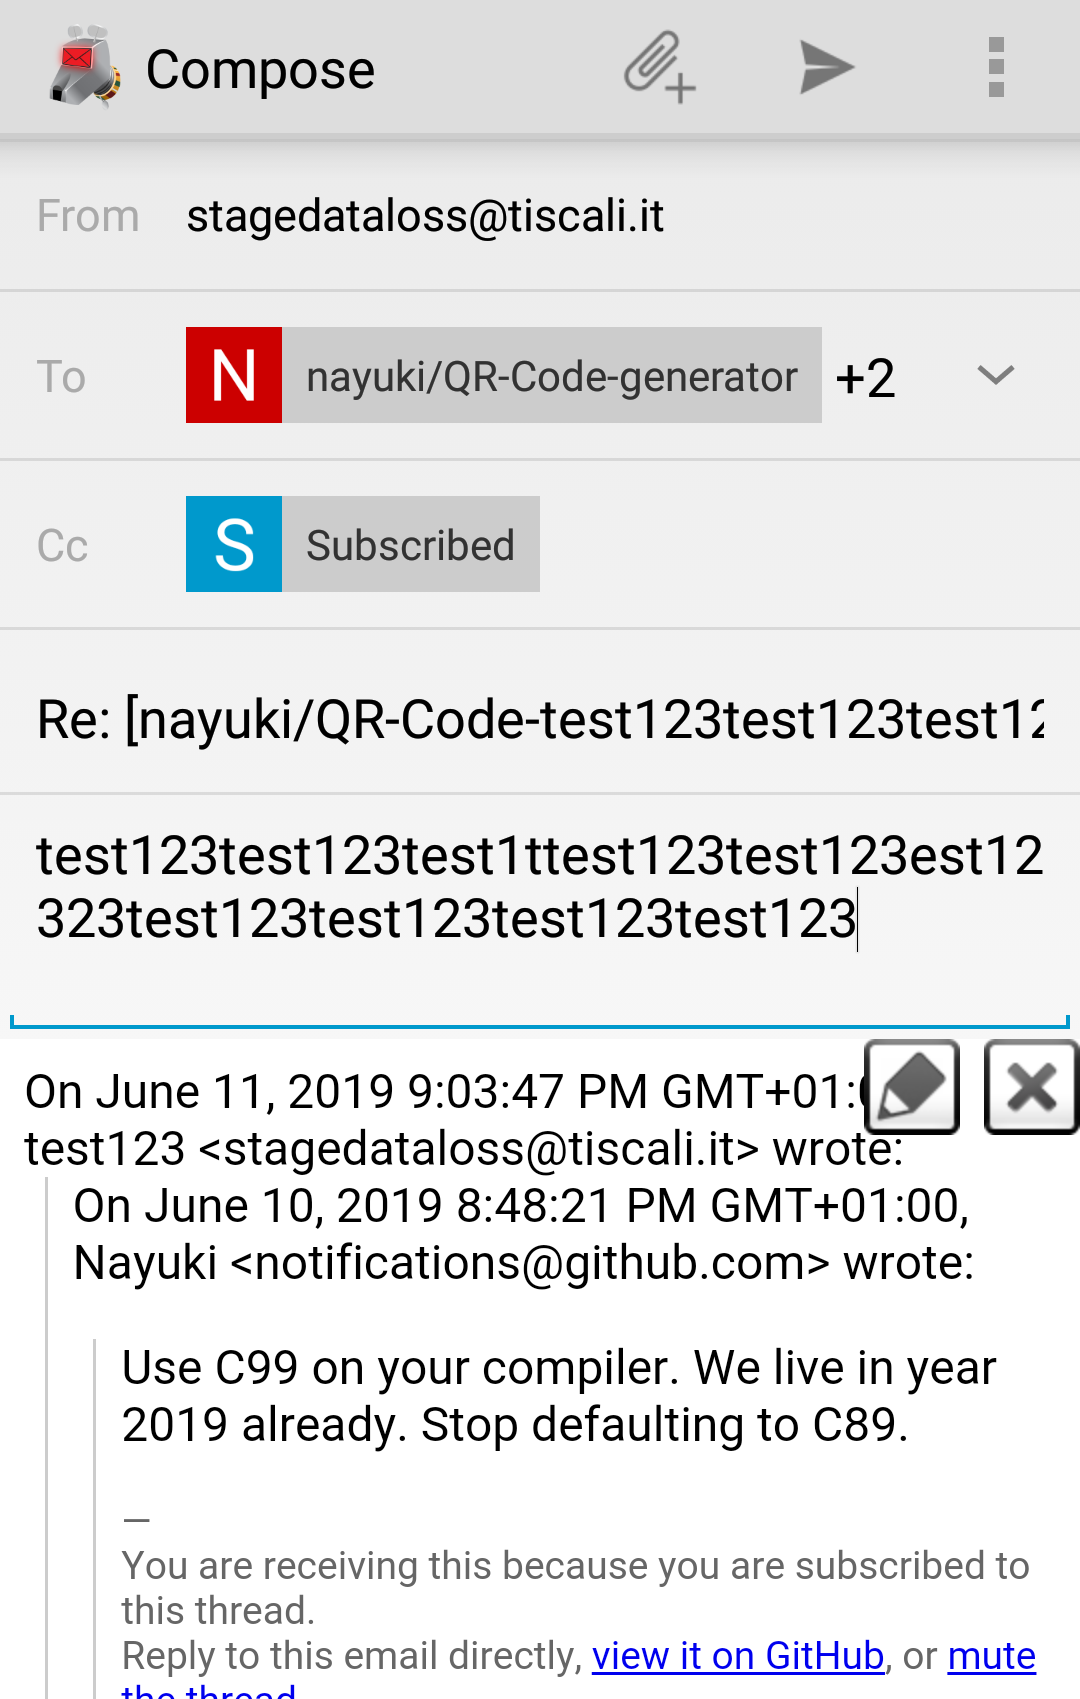 Compose
From stagedataloss@tiscali.it
To N nayuki/QR-Code-generator +2
Cc S Subscribed
Re: [nayuki/QR-Code-test123test123test12
test123test123test1ttest123test123est12
323test123test123test123test123
On June 11, 2019 9:03:47 PM GMT+01:
test123 <stagedataloss@tiscali.it> wrote:
On June 10, 2019 8:48:21 PM GMT+01:00,
Nayuki <notifications@github.com> wrote:
Use C99 on your compiler. We live in year
2019 already. Stop defaulting to C89.
—
You are receiving this because you are subscribed to
this thread.
Reply to this email directly, view it on GitHub, or mute
the thread